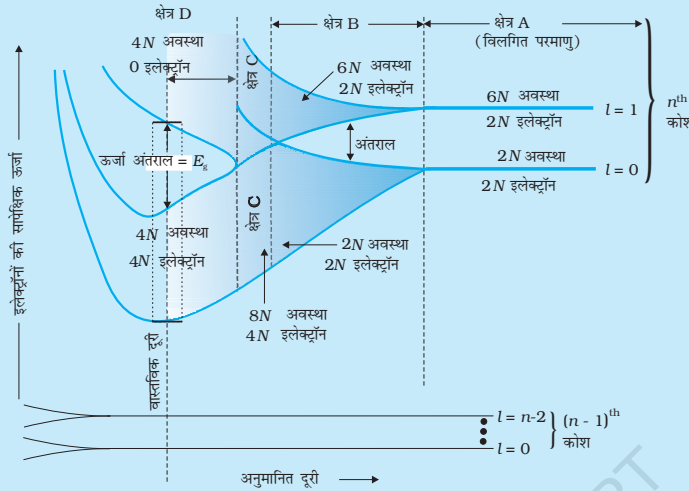 क्षेत्र D
क्षेत्र B
क्षेत्र A
(विलगित परमाणु)
4N अवस्था
0 इलेक्ट्रॉन
क्षेत्र C
6N अवस्था
2N इलेक्ट्रॉन
6N अवस्था
2N इलेक्ट्रॉन
l = 1
nth
कोश
अंतराल
ऊर्जा अंतराल = Eg
2N अवस्था
2N इलेक्ट्रॉन
l = 0
क्षेत्र C
4N अवस्था
4N इलेक्ट्रॉन
2N अवस्था
2N इलेक्ट्रॉन
8N अवस्था
4N इलेक्ट्रॉन
इलेक्ट्रॉनों की सापेक्षिक ऊर्जा
वास्तविक दूरी
l = n-2
(n - 1)th
कोश
l = 0
अनुमानित दूरी